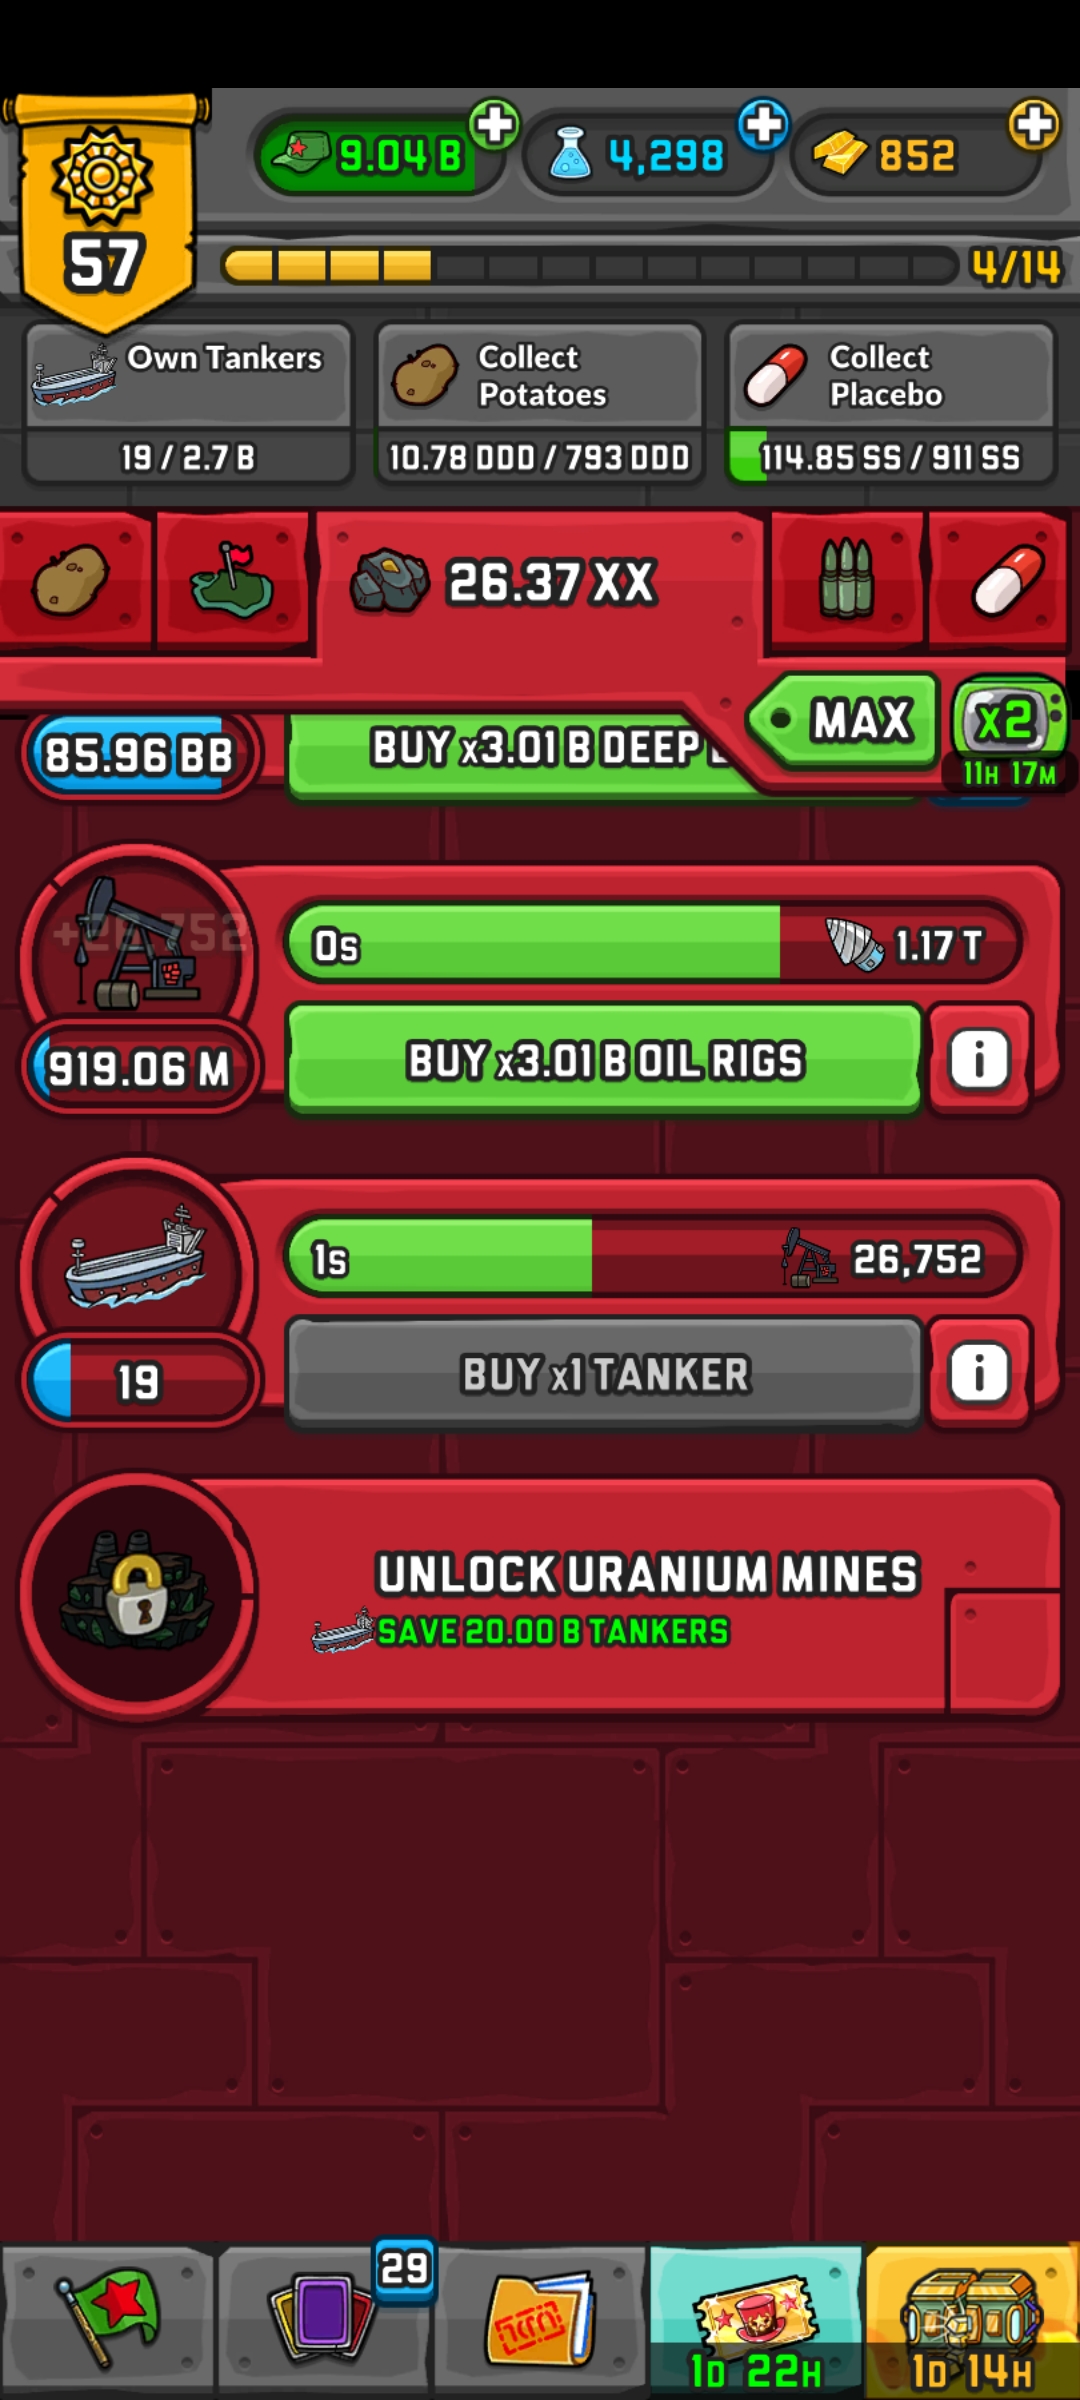 57
9.04 B
4,298
852
4/14
Own Tankers
19 / 2.7 B
Collect
Potatoes
10.78 DDD / 793 DDD
Collect
Placebo
114.85 SS / 911 SS
26.37 XX
MAX
x2
11H 17M
85.96 BB
BUY x3.01 B DEEP
+26,752
0s
1.17 T
919.06 M
BUY x3.01 B OIL RIGS
i
1s
26,752
19
BUY x1 TANKER
i
UNLOCK URANIUM MINES
SAVE 20.00 B TANKERS
29
1D 22H
1D 14H